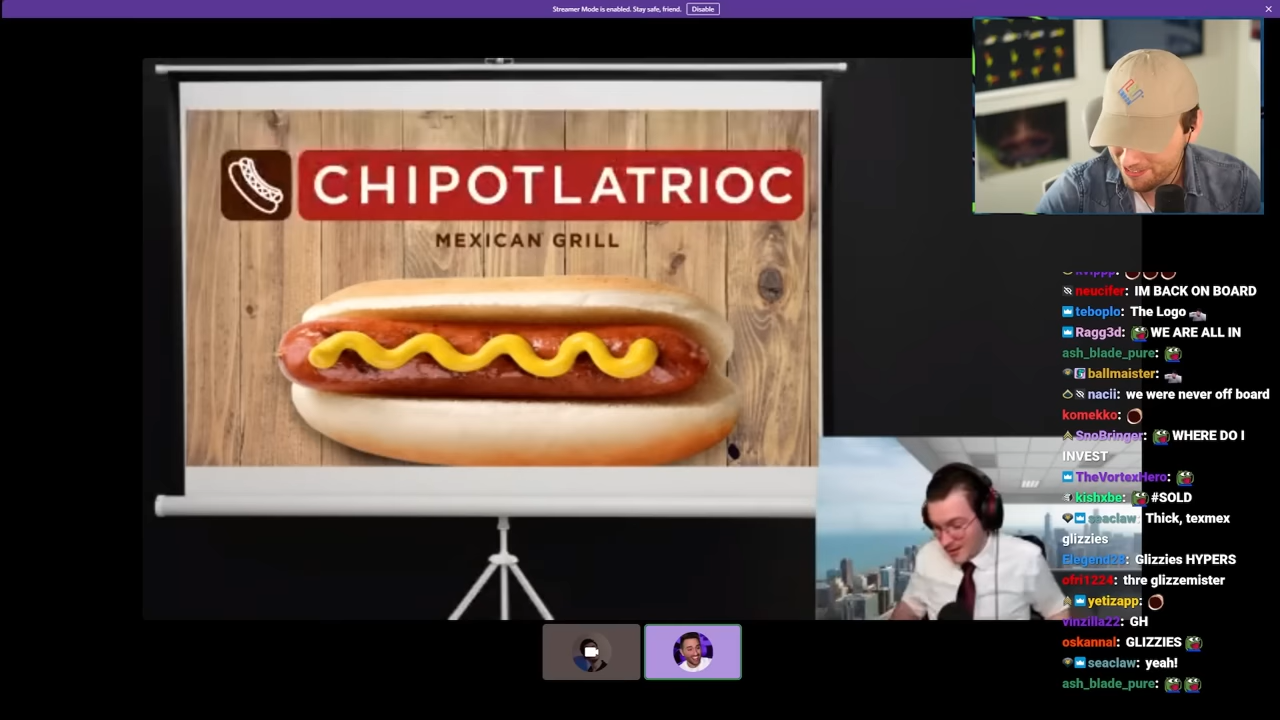 Streamer Mode is enabled. Stay safe, friend. Disable
CHIPOTLATRIOC
MEXICAN GRILL
neucifer: IM BACK ON BOARD
teboplo: The Logo
Ragg3d: WE ARE ALL IN
ash_blade_pure:
ballmaister:
nacii: we were never off board
komekko:
SnoBringer: WHERE DO I
INVEST
TheVortexHero:
kishxbe: #SOLD
seaclaw: Thick, texmex
glizzies
Elegend28: Glizzies HYPERS
ofri1224: thre glizzemister
yetizapp:
vinzilla22: GH
oskannal: GLIZZIES
seaclaw: yeah!
ash_blade_pure: